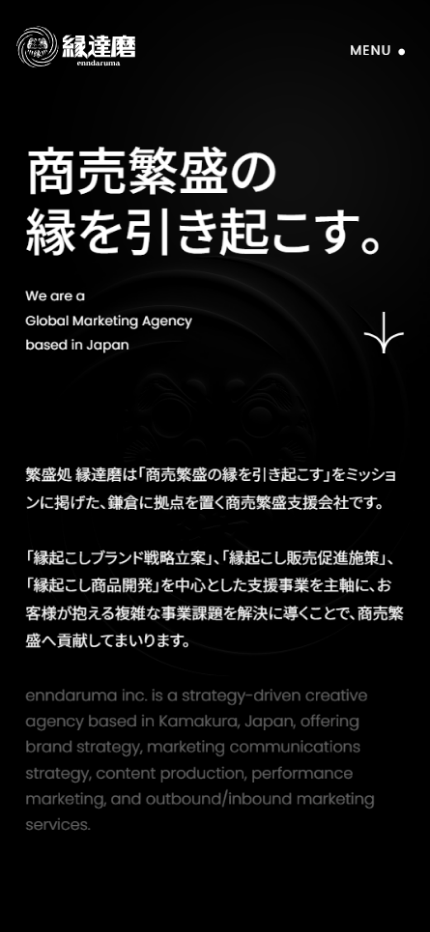 縁達磨
enndaruma
MENU
商売繁盛の
縁を引き起こす。
We are a
Global Marketing Agency
based in Japan
繁盛処 縁達磨は「商売繁盛の縁を引き起こす」をミッショ
ンに掲げた、鎌倉に拠点を置く商売繁盛支援会社です。
「縁起こしブランド戦略立案」、「縁起こし販売促進施策」、
「縁起こし商品開発」を中心とした支援事業を主軸に、お
客様が抱える複雑な事業課題を解決に導くことで、商売繁
盛へ貢献してまいります。
enndaruma inc. is a strategy-driven creative
agency based in Kamakura, Japan, offering
brand strategy, marketing communications
strategy, content production, performance
marketing, and outbound/inbound marketing
services.